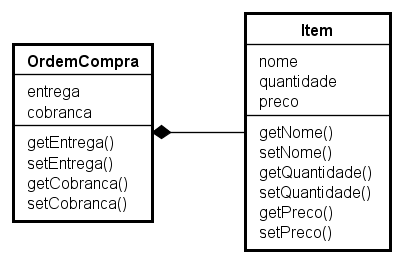 OrdemCompra
entrega
cobranca
getEntrega()
setEntrega()
getCobranca()
setCobranca()
Item
nome
quantidade
preco
getNome()
setNome()
getQuantidade()
setQuantidade()
getPreco()
setPreco()